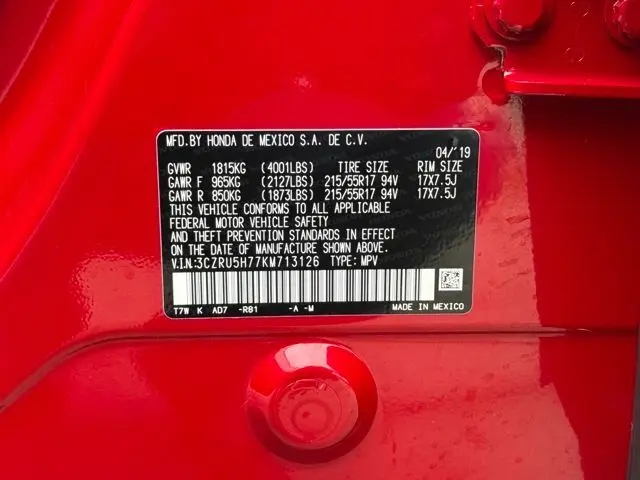 MFD.BY HONDA DE MEXICO S.A. DE C.V.
04/'19
GVWR 1815KG (4001LBS) TIRE SIZE RIM SIZE
GAWR F 965KG (2127LBS) 215/55R17 94V 17X7.5J
GAWR R 850KG (1873LBS) 215/55R17 94V 17X7.5J
THIS VEHICLE CONFORMS TO ALL APPLICABLE
FEDERAL MOTOR VEHICLE SAFETY
AND THEFT PREVENTION STANDARDS IN
EFFECT ON THE DATE OF MANUFACTURE SHOWN ABOVE.
V.I.N:3CZRU5H77KM713126 TYPE: MPV
T7W K AD7 -R81 -A -M MADE IN MEXICO